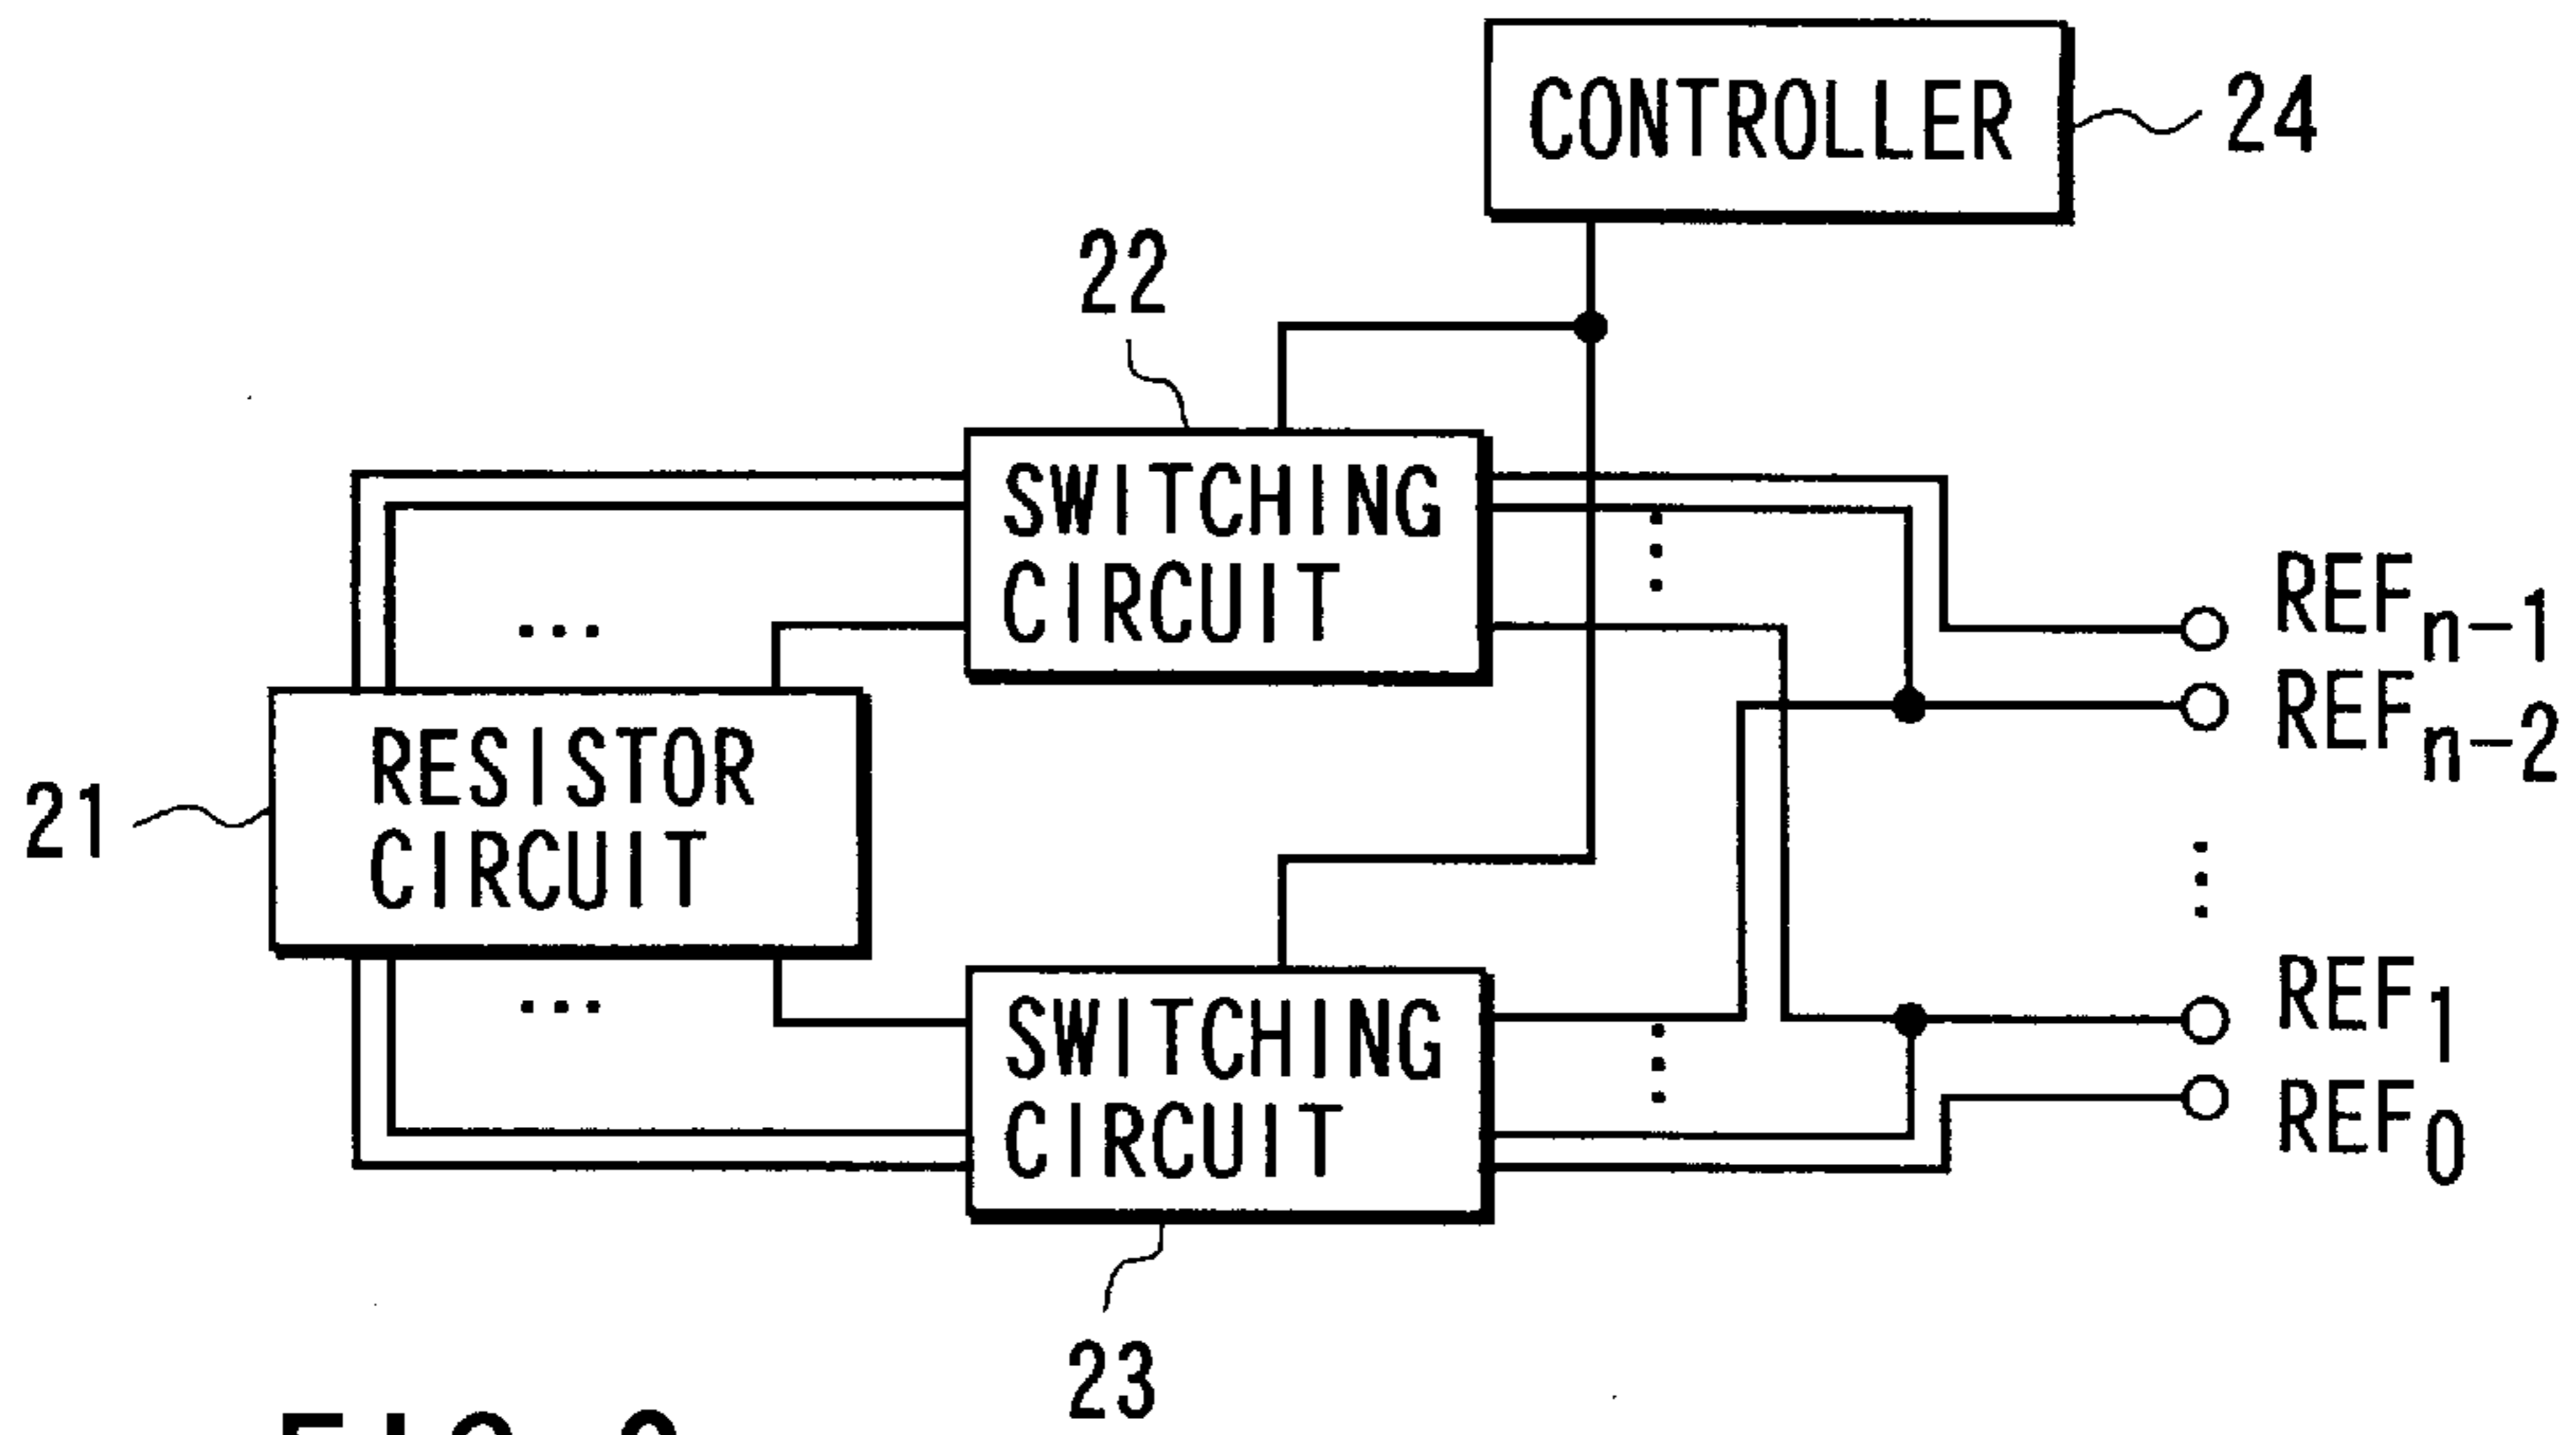 CONTROLLER
24
22
SWITCHING
CIRCUIT
REFn-1
REFn-2
RESISTOR
CIRCUIT
21
REF1
REF0
SWITCHING
CIRCUIT
23